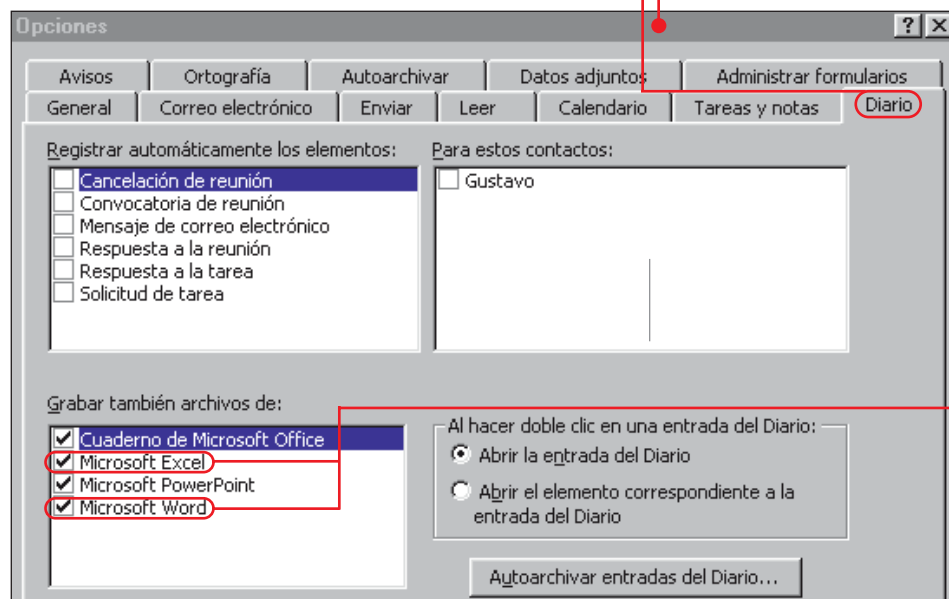 Opciones
Avisos Ortografía Autoarchivar Datos adjuntos Administrar formularios
General Correo electrónico Enviar Leer Calendario Tareas y notas Diario
Registrar automáticamente los elementos: Para estos contactos:
Cancelación de reunión
Gustavo
Convocatoria de reunión
Mensaje de correo electrónico
Respuesta a la reunión
Respuesta a la tarea
Solicitud de tarea
Grabar también archivos de:
Cuaderno de Microsoft Office
Microsoft Excel
Microsoft PowerPoint
Microsoft Word
Al hacer doble clic en una entrada del Diario:
Abrir la entrada del Diario
Abrir el elemento correspondiente a la
entrada del Diario
Autoarchivar entradas del Diario...